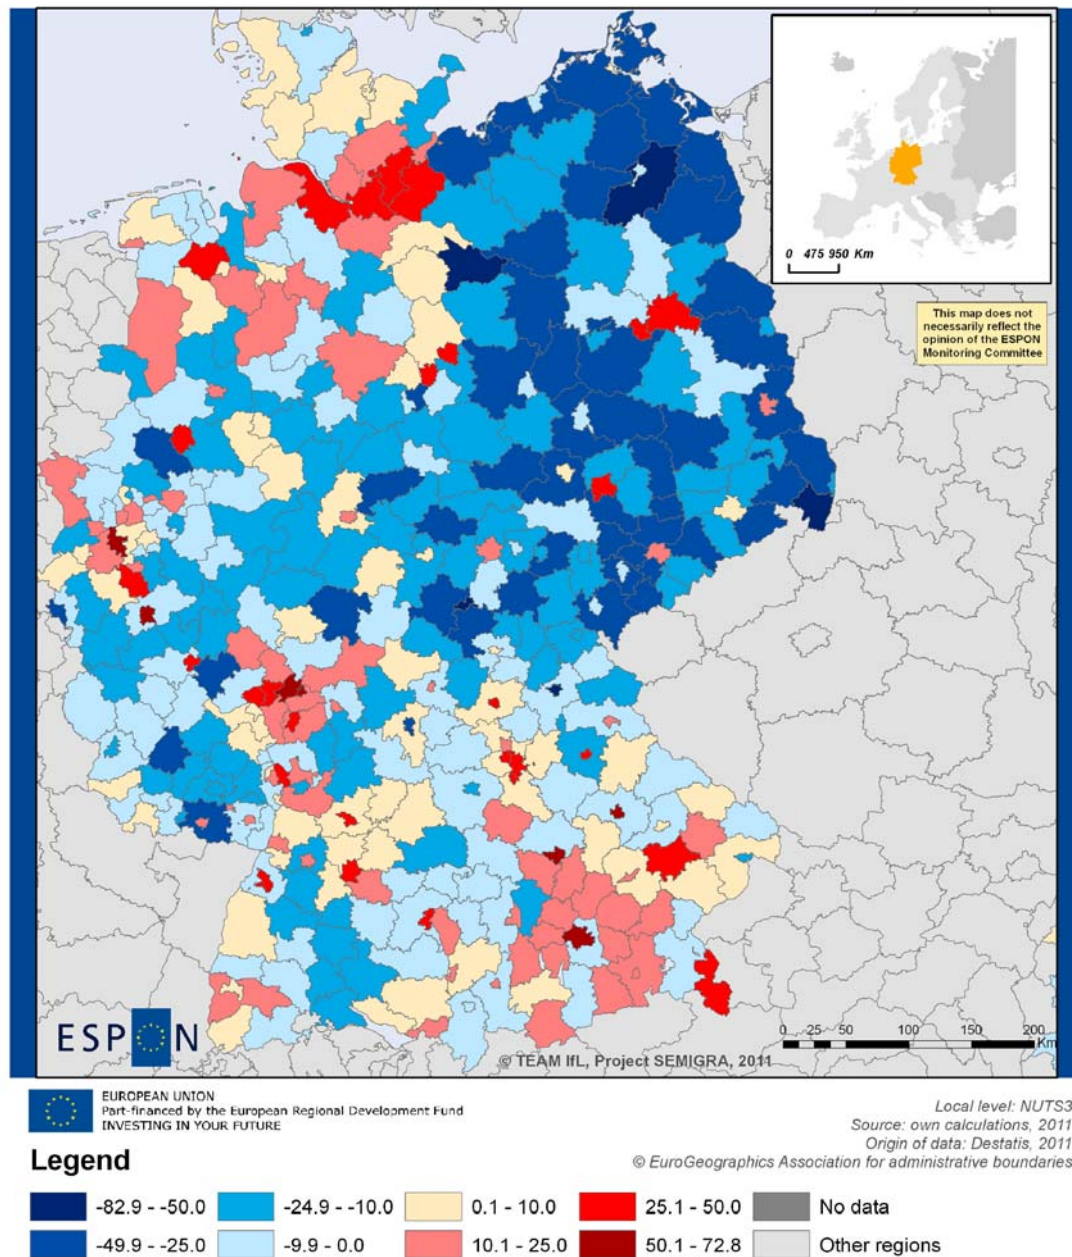 0 475 950 Km
This map does not
necessarily reflect the
opinion of the ESPON
Monitoring Committee
ESPON
0 25 50 100 150 200
Km
© TEAM IfL, Project SEMIGRA, 2011
EUROPEAN UNION
Part-financed by the European Regional Development Fund
INVESTING IN YOUR FUTURE
Local level: NUTS3
Source: own calculations, 2011
Origin of data: Destatis, 2011
© EuroGeographics Association for administrative boundaries
Legend
-82.9 - -50.0 -24.9 - -10.0 0.1 - 10.0 25.1 - 50.0 No data
-49.9 - -25.0 -9.9 - 0.0 10.1 - 25.0 50.1 - 72.8 Other regions